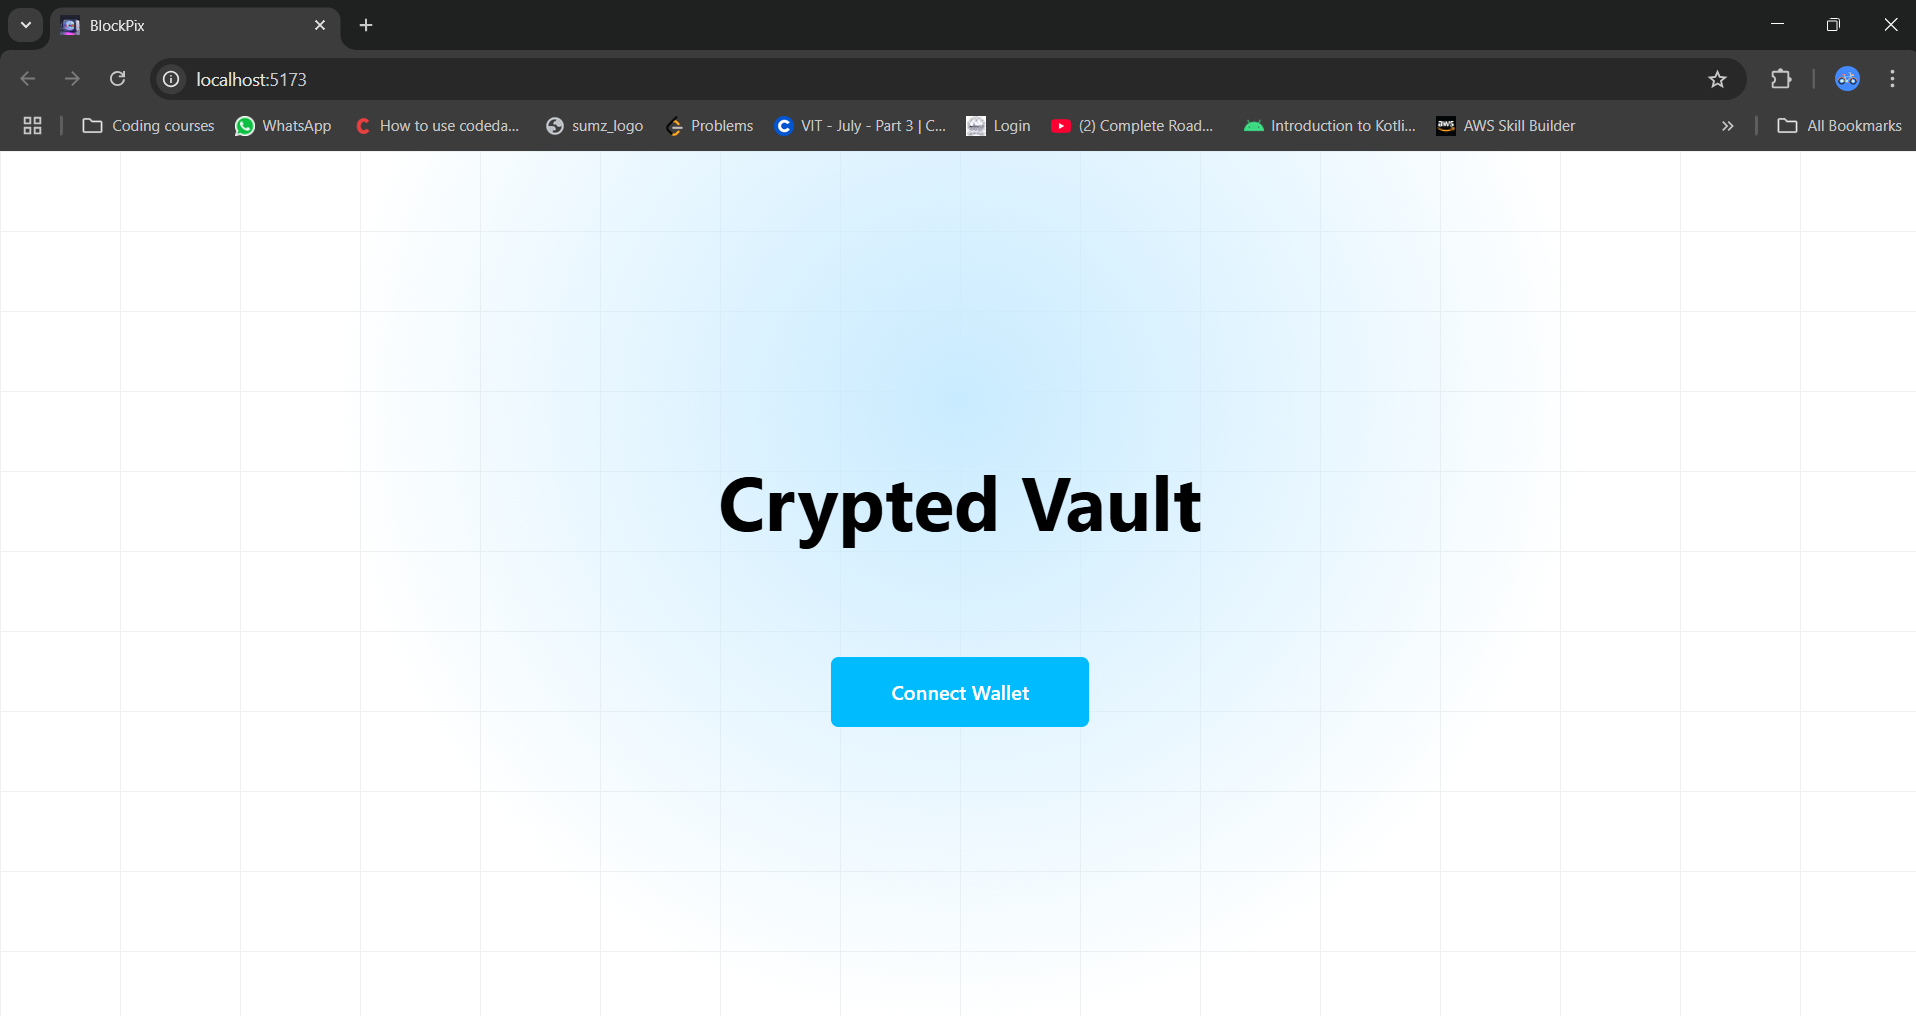 BlockPix
localhost:5173
Coding courses
WhatsApp
How to use codeda...
sumz_logo
Problems
VIT - July - Part 3 | C...
Login
(2) Complete Road...
Introduction to Kotli...
aws
AWS Skill Builder
All Bookmarks
Crypted Vault
Connect Wallet